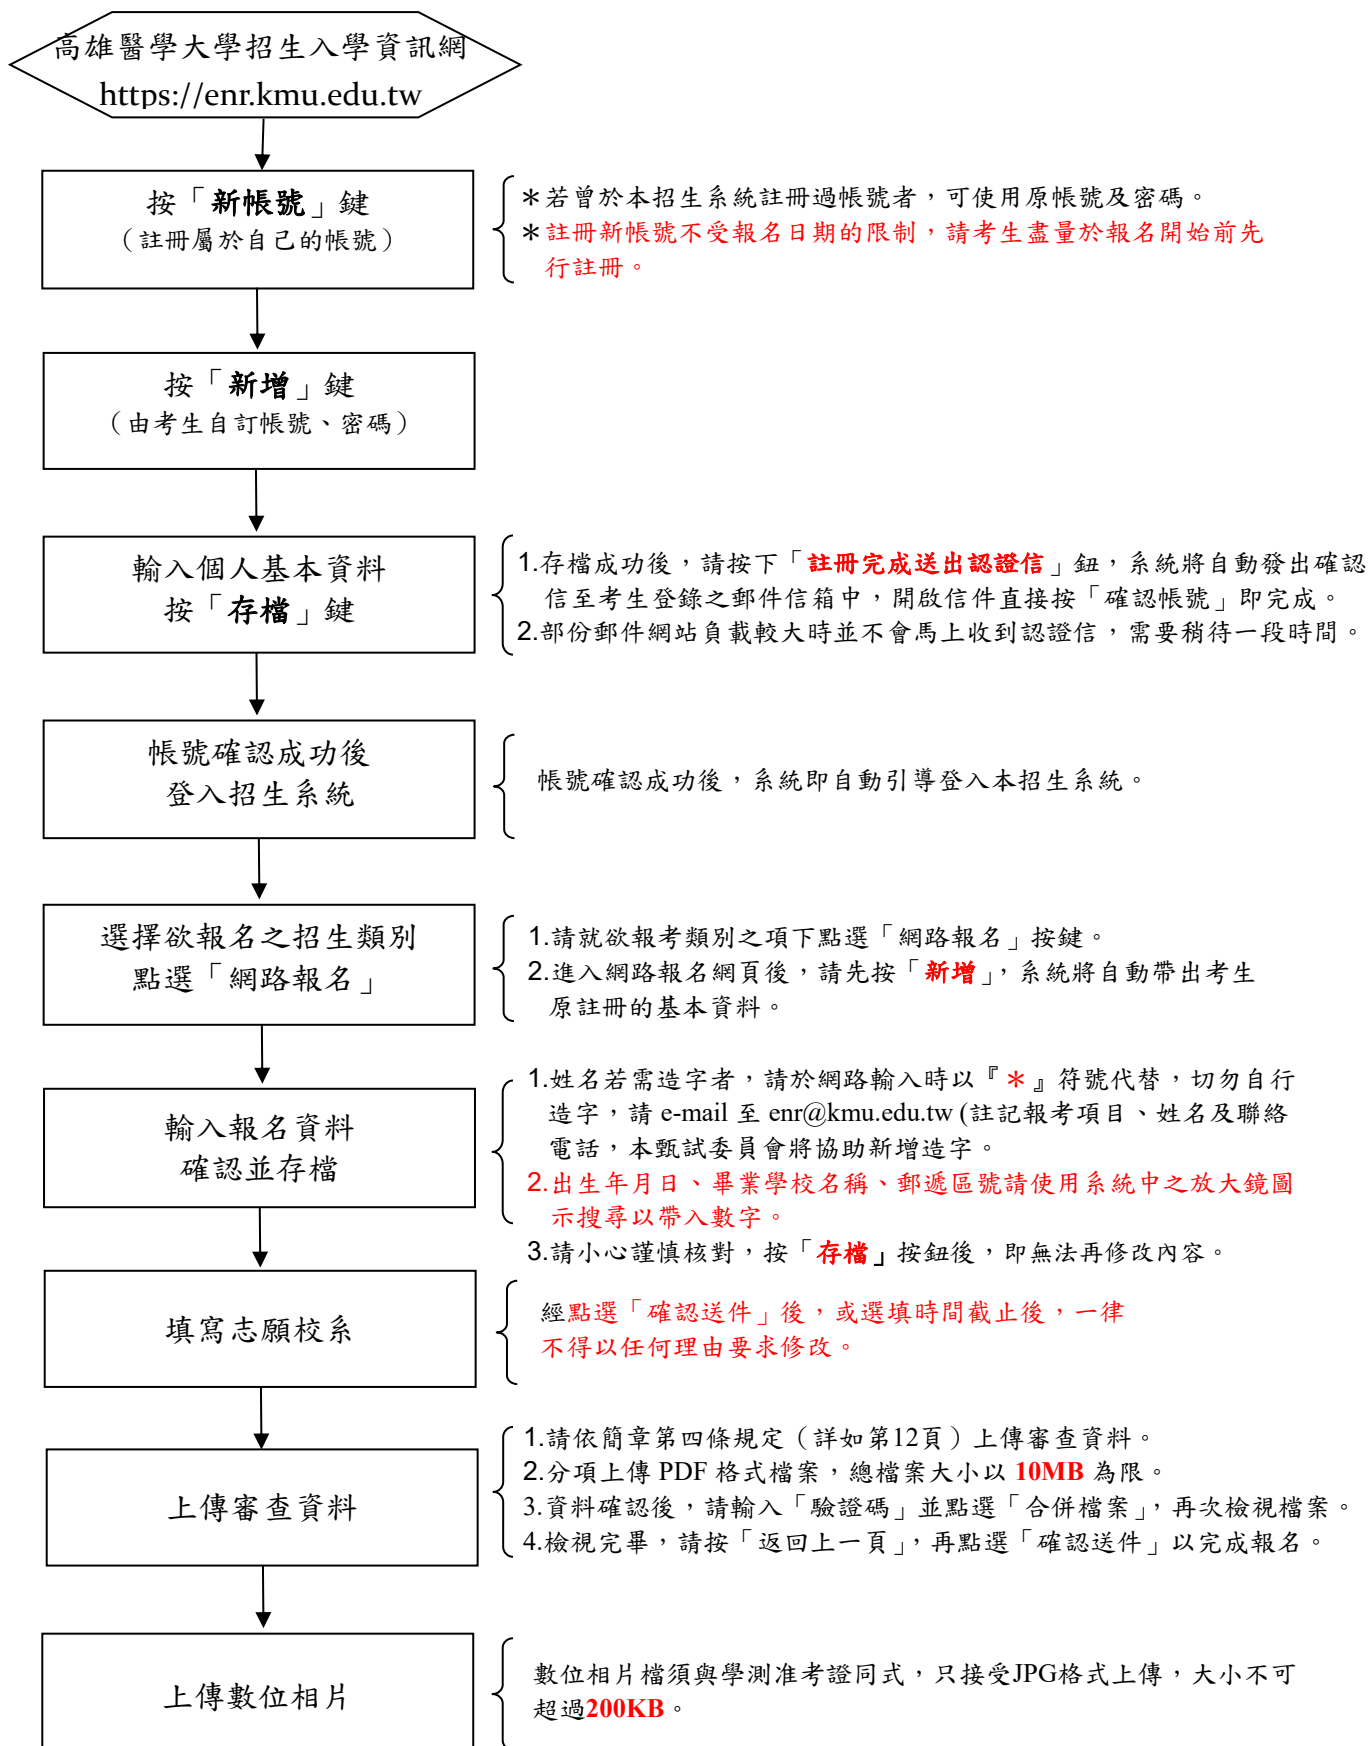 高雄醫學大學招生入學資訊網
https://enr.kmu.edu.tw
按「新帳號」鍵
（註冊屬於自己的帳號）
＊若曾於本招生系統註冊過帳號者，可使用原帳號及密碼。
＊註冊新帳號不受報名日期的限制，請考生盡量於報名開始前先
行註冊。
按「新增」鍵
（由考生自訂帳號、密碼）
輸入個人基本資料
按「存檔」鍵
1.存檔成功後，請按下「註冊完成送出認證信」鈕，系統將自動發出確認
信至考生登錄之郵件信箱中，開啟信件直接按「確認帳號」即完成。
2.部份郵件網站負載較大時並不會馬上收到認證信，需要稍待一段時間。
帳號確認成功後
登入招生系統
帳號確認成功後，系統即自動引導登入本招生系統。
選擇欲報名之招生類別
點選「網路報名」
1.請就欲報考類別之項下點選「網路報名」按鍵。
2.進入網路報名網頁後，請先按「新增」，系統將自動帶出考生
原註冊的基本資料。
輸入報名資料
確認並存檔
1.姓名若需造字者，請於網路輸入時以『＊』符號代替，切勿自行
造字，請 e-mail 至 enr@kmu.edu.tw (註記報考項目、姓名及聯絡
電話，本甄試委員會將協助新增造字。
2.出生年月日、畢業學校名稱、郵遞區號請使用系統中之放大鏡圖
示搜尋以帶入數字。
3.請小心謹慎核對，按「存檔」按鈕後，即無法再修改內容。
填寫志願校系
經點選「確認送件」後，或選填時間截止後，一律
不得以任何理由要求修改。
上傳審查資料
1.請依簡章第四條規定（詳如第12頁）上傳審查資料。
2.分項上傳 PDF 格式檔案，總檔案大小以 10MB 為限。
3.資料確認後，請輸入「驗證碼」並點選「合併檔案」，再次檢視檔案。
4.檢視完畢，請按「返回上一頁」，再點選「確認送件」以完成報名。
上傳數位相片
數位相片檔須與學測准考證同式，只接受JPG格式上傳，大小不可
超過200KB。